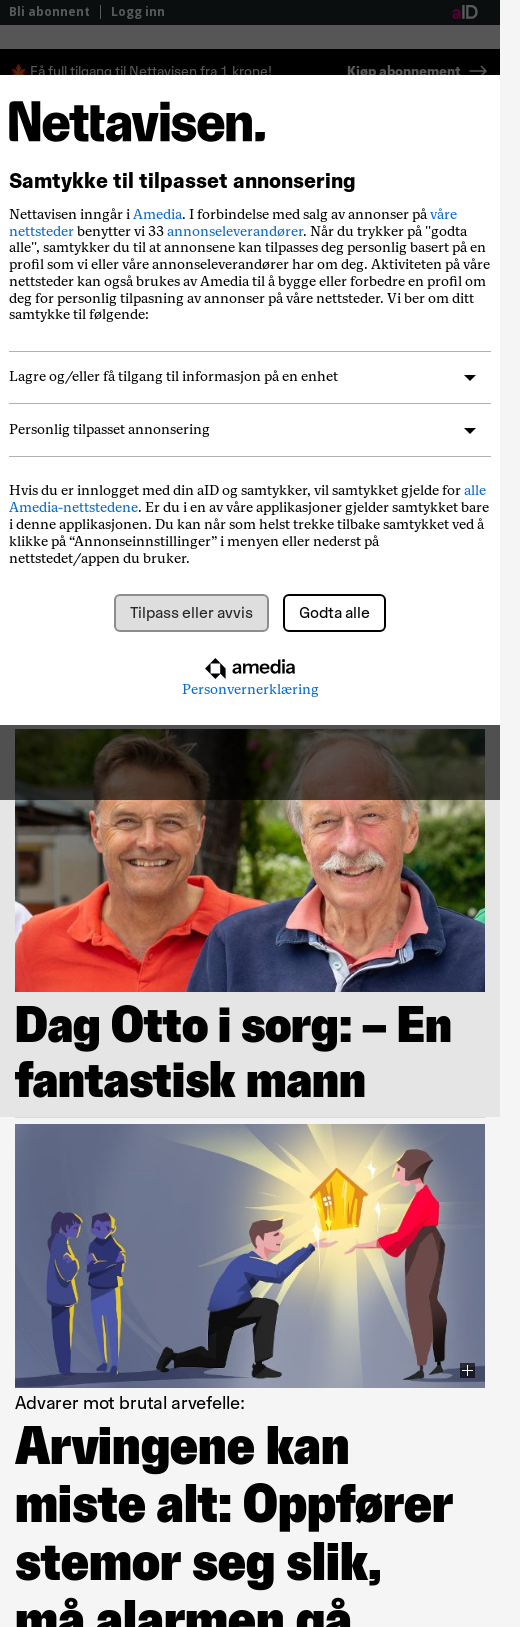 Bli abonnent | Logg inn
aID
🍁 Få full tilgang til Nettavisen fra 1 krone! Kjøp abonnement →
Nettavisen.
Samtykke til tilpasset annonsering
Nettavisen inngår i Amedia. I forbindelse med salg av annonser på våre
nettsteder benytter vi 33 annonseleverandører. Når du trykker på "godta
alle", samtykker du til at annonsene kan tilpasses deg personlig basert på en
profil som vi eller våre annonseleverandører har om deg. Aktiviteten på våre
nettsteder kan også brukes av Amedia til å bygge eller forbedre en profil om
deg for personlig tilpasning av annonser på våre nettsteder. Vi ber om ditt
samtykke til følgende:
Lagre og/eller få tilgang til informasjon på en enhet
Personlig tilpasset annonsering
Hvis du er innlogget med din aID og samtykker, vil samtykket gjelde for alle
Amedia-nettstedene. Er du i en av våre applikasjoner gjelder samtykket bare
i denne applikasjonen. Du kan når som helst trekke tilbake samtykket ved å
klikke på “Annonseinnstillinger” i menyen eller nederst på
nettstedet/appen du bruker.
Tilpass eller avvis
Godta alle
amedia
Personvernerklæring
Dag Otto i sorg: – En
fantastisk mann
Advarer mot brutal arvefelle:
Arvingene kan
miste alt: Oppfører
stemor seg slik,
må alarmen gå